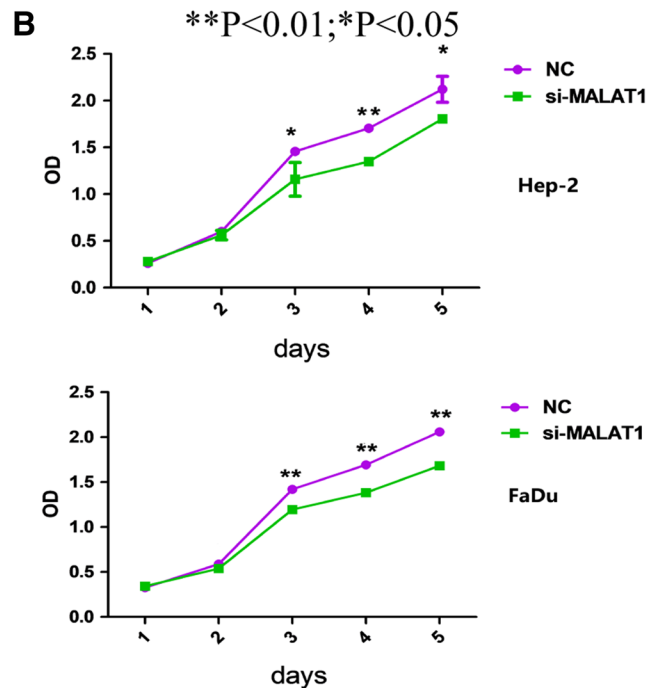 B
**P<0.01;*P<0.05
NC
si-MALAT1
Hep-2
OD
2.5
2.0
1.5
1.0
0.5
0.0
*
**
*
1 2 3 4 5
days
NC
si-MALAT1
FaDu
OD
2.5
2.0
1.5
1.0
0.5
0.0
**
**
**
1 2 3 4 5
days